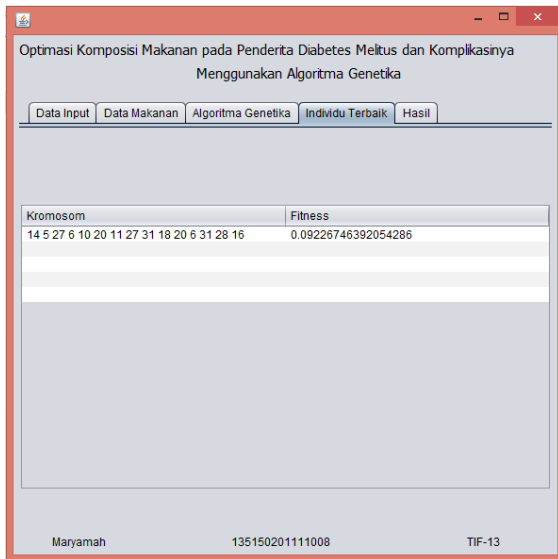 Optimasi Komposisi Makanan pada Penderita Diabetes Melitus dan Komplikasinya
Menggunakan Algoritma Genetika
Data Input Data Makanan Algoritma Genetika Individu Terbaik Hasil
Kromosom Fitness
14 5 27 6 10 20 11 27 31 18 20 6 31 28 16 0.09226746392054286
Maryamah 135150201111008 TIF-13